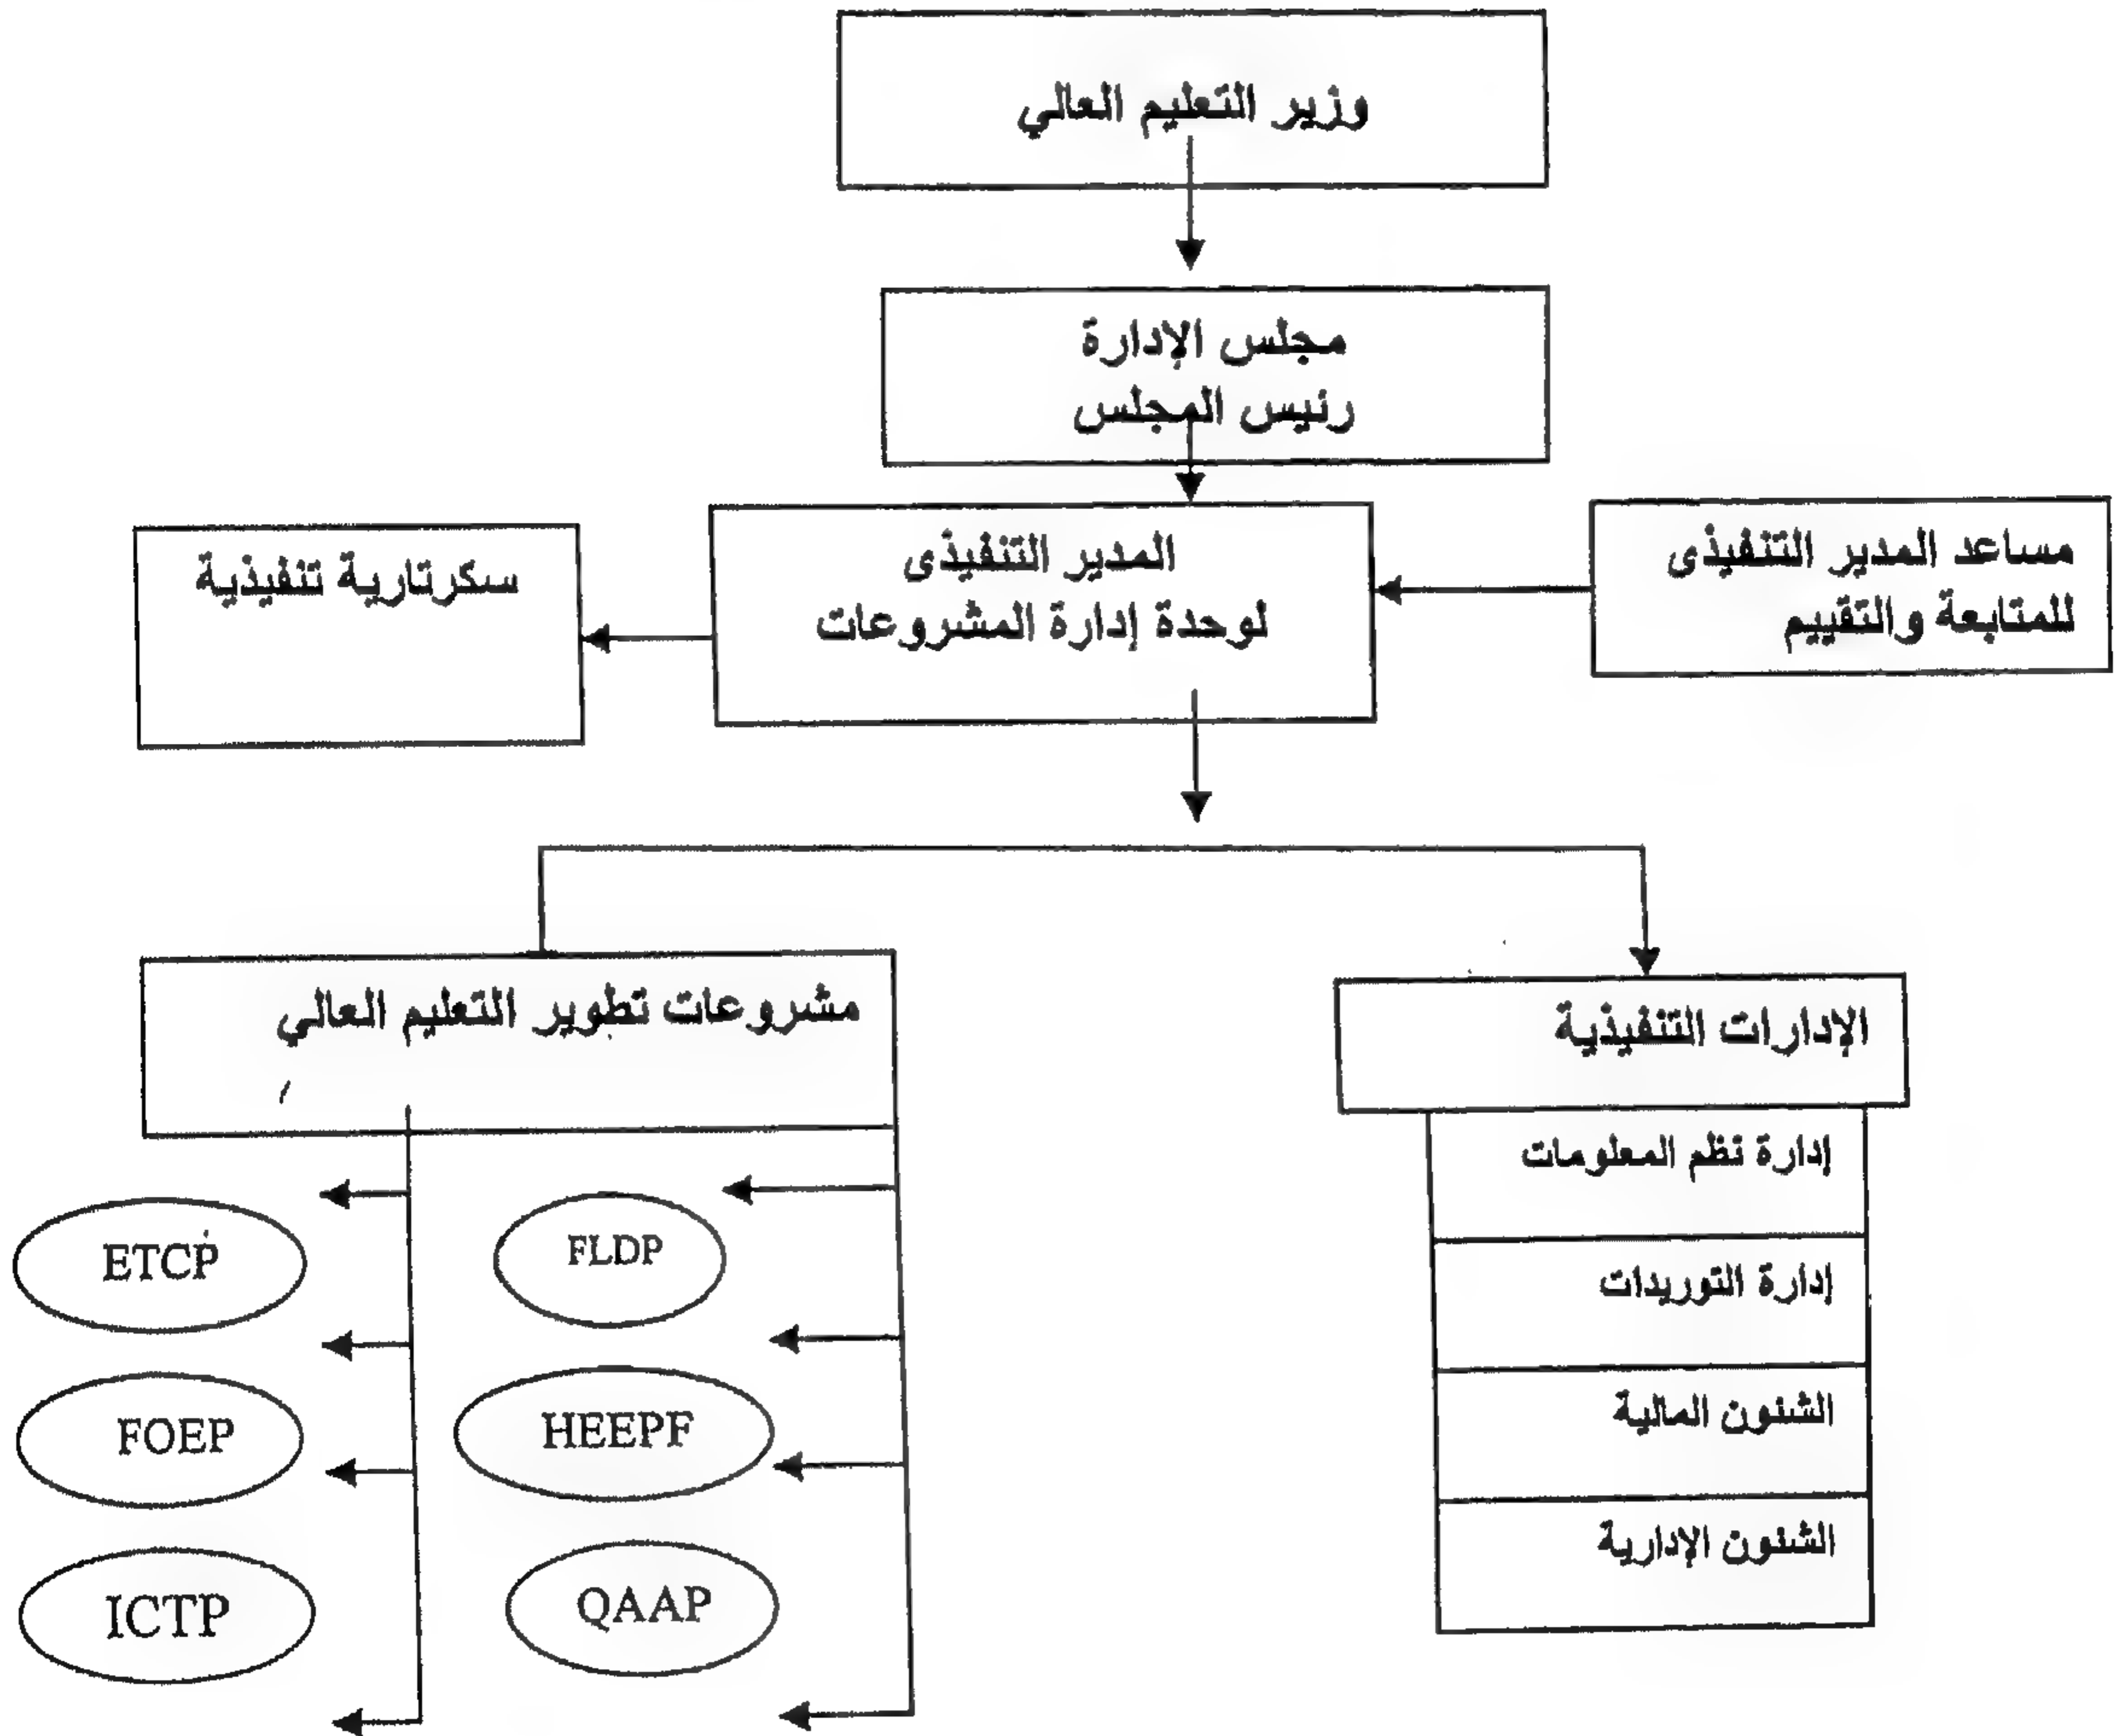 وزير التعليم العالي
مجلس الإدارة
رئيس المجلس
مساعد المدير التنفيذى
للمتابعة والتقييم
المدير التنفيذى
لوحدة إدارة المشروعات
سكرتارية تنفيذية
الإدارات التنفيذية
إدارة نظم المعلومات
إدارة التوريدات
الشئون المالية
الشئون الإدارية
مشروعات تطوير التعليم العالي
FLDP
ETCP
HEEPF
FOEP
QAAP
ICTP